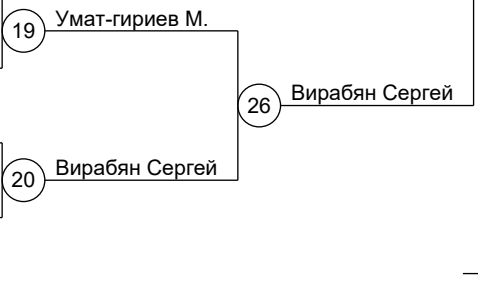 19 Умат-гириев М.
26 Вирабян Сергей
20 Вирабян Сергей